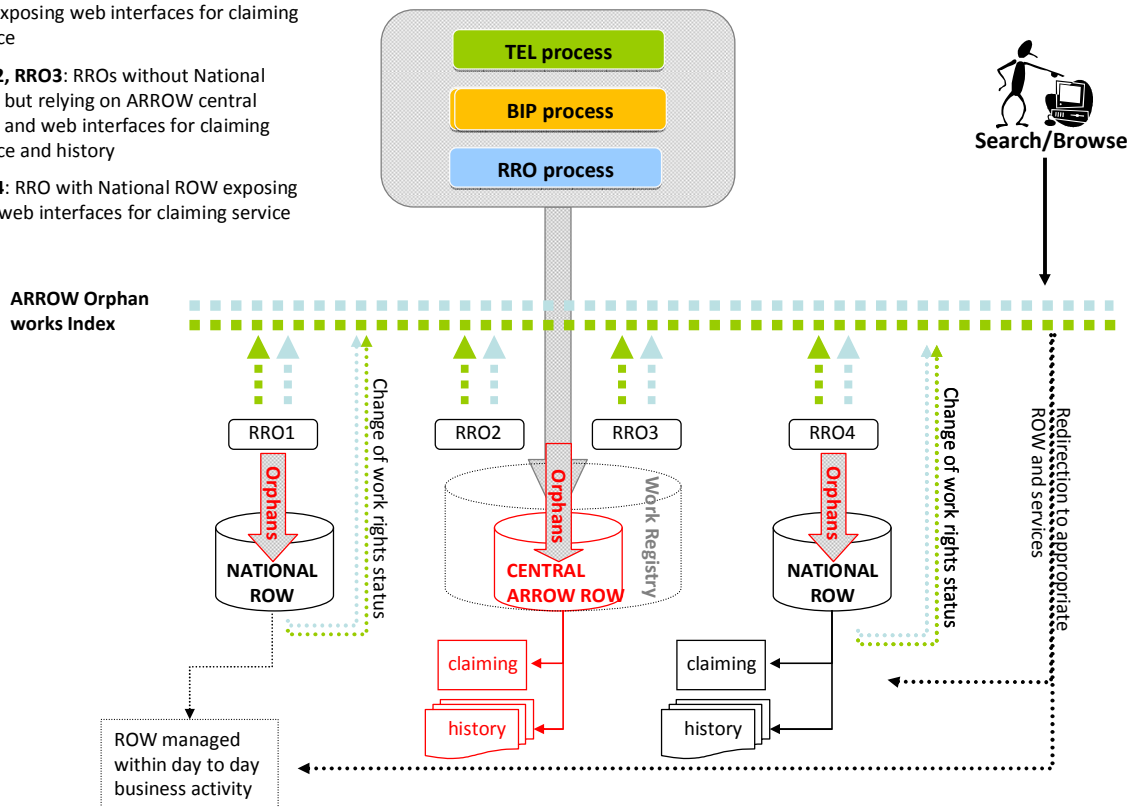 exposing web interfaces for claiming
RRO3: RROs without National
but relying on ARROW central
and web interfaces for claiming
and history
: RRO with National ROW exposing
web interfaces for claiming service
TEL process
BIP process
RRO process
Search/Browse
ARROW Orphan
works Index
RRO1
RRO2
RRO3
RRO4
Change of work rights status
Change of work rights status
Redirection to appropriate
ROW and services
Orphans
Orphans
Orphans
Work Registry
NATIONAL
ROW
CENTRAL
ARROW ROW
NATIONAL
ROW
claiming
history
claiming
history
ROW managed
within day to day
business activity